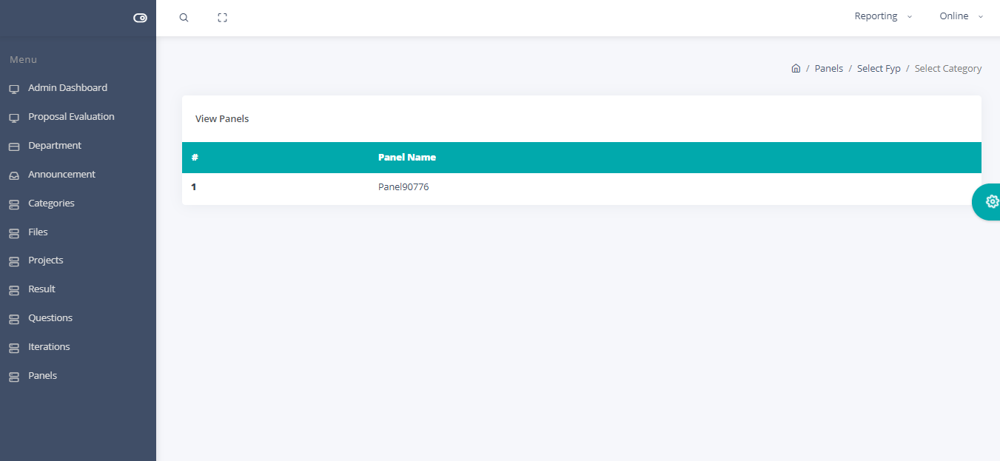 Reporting
Online
Menu
Admin Dashboard
Proposal Evaluation
Department
Announcement
Categories
Files
Projects
Result
Questions
Iterations
Panels
/ Panels / Select Fyp / Select Category
View Panels
# Panel Name
1 Panel90776